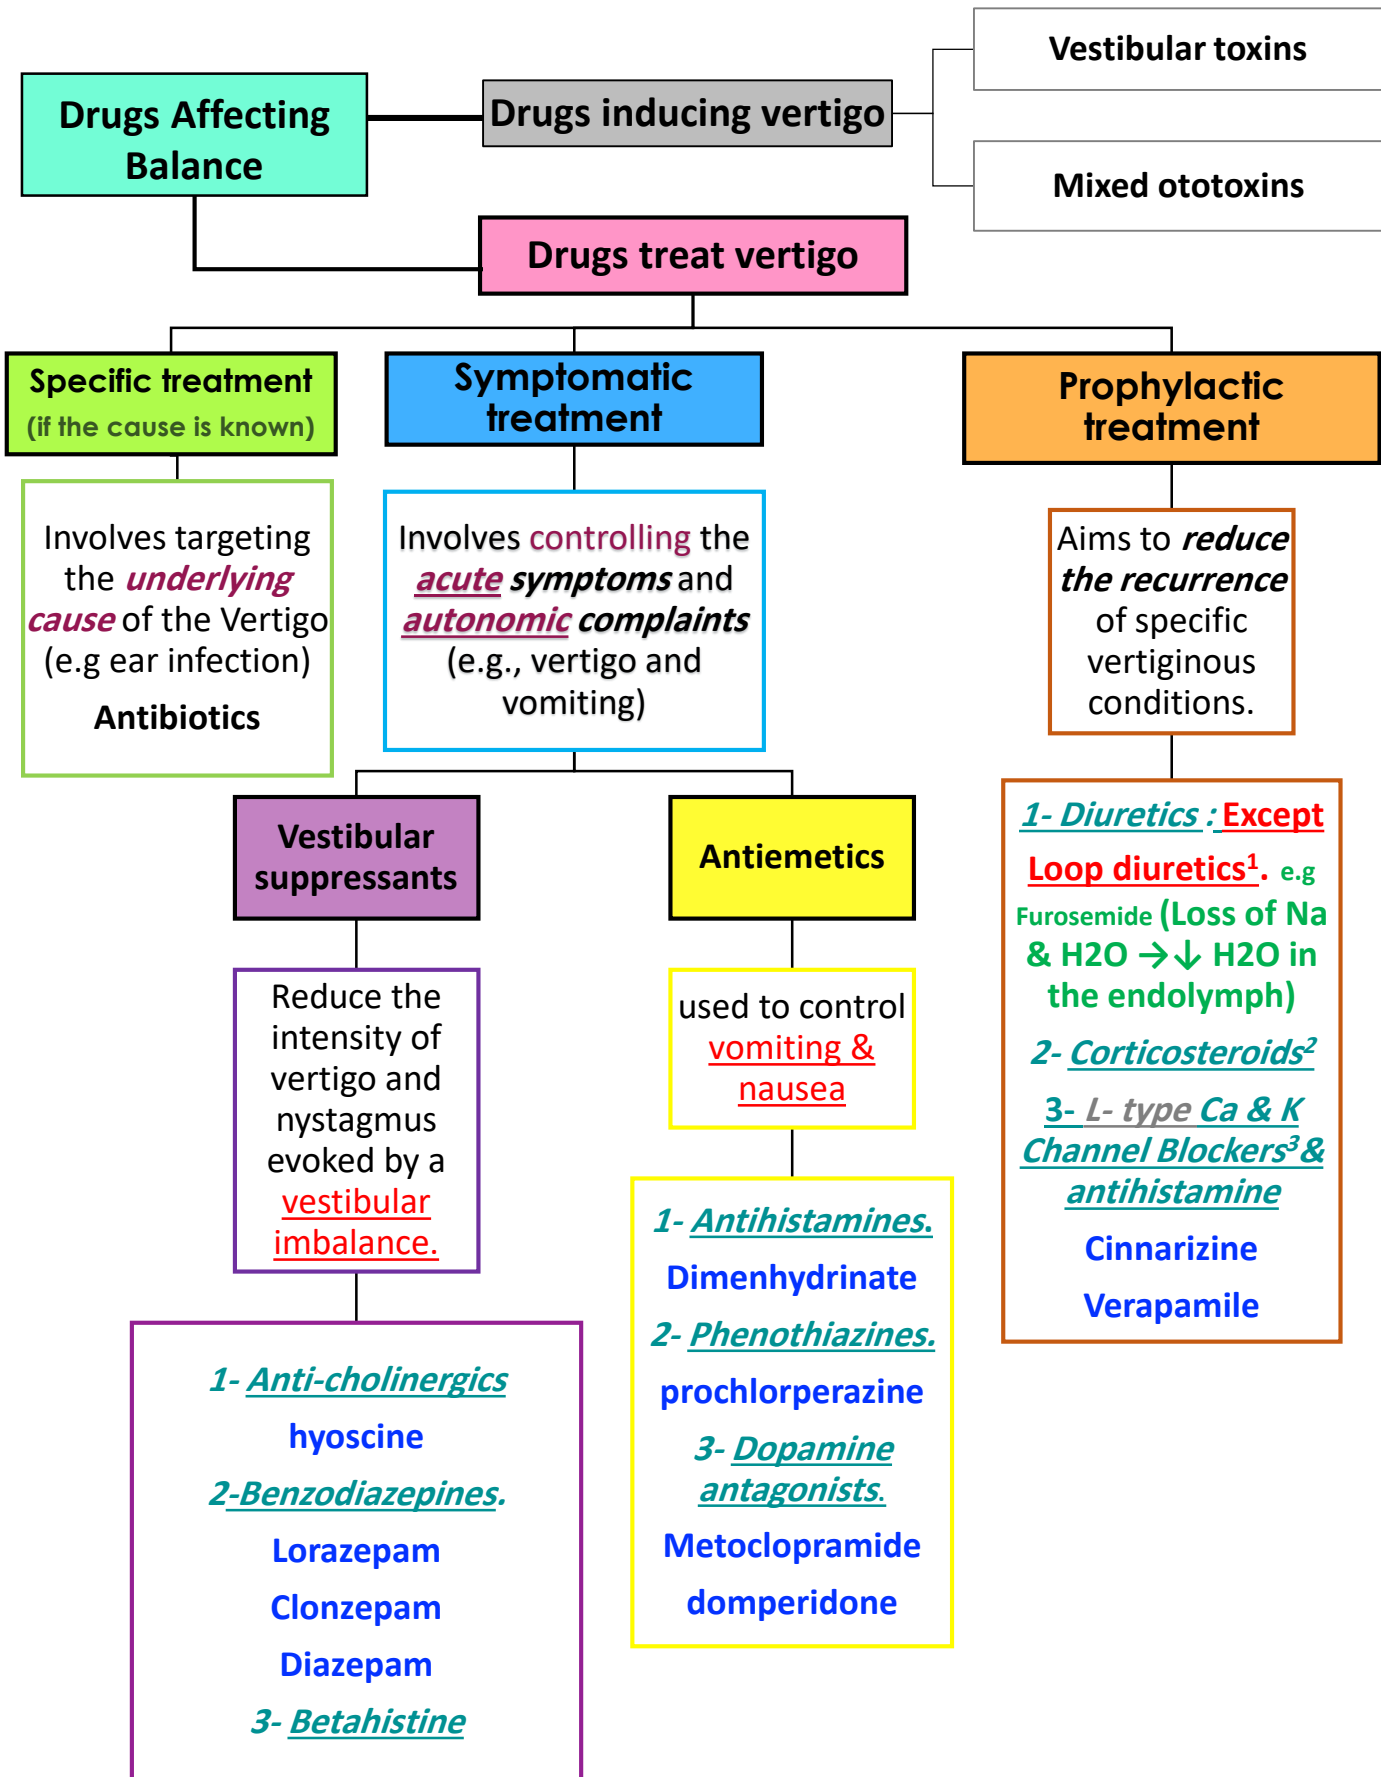 Drugs Affecting
Balance
Drugs inducing vertigo
Vestibular toxins
Mixed ototoxins
Drugs treat vertigo
Specific treatment
(if the cause is known)
Involves targeting
the underlying
cause of the Vertigo
(e.g ear infection)
Antibiotics
Symptomatic
treatment
Involves controlling the
acute symptoms and
autonomic complaints
(e.g., vertigo and
vomiting)
Vestibular
suppressants
Reduce the
intensity of
vertigo and
nystagmus
evoked by a
vestibular
imbalance.
1- Anti-cholinergics
hyoscine
2-Benzodiazepines.
Lorazepam
Clonzepam
Diazepam
3- Betahistine
Antiemetics
used to control
vomiting &
nausea
1- Antihistamines.
Dimenhydrinate
2- Phenothiazines.
prochlorperazine
3- Dopamine
antagonists.
Metoclopramide
domperidone
Prophylactic
treatment
Aims to reduce
the recurrence
of specific
vertiginous
conditions.
1- Diuretics : Except
Loop diuretics¹. e.g
Furosemide (Loss of Na
& H2O →↓ H2O in
the endolymph)
2- Corticosteroids²
3- L- type Ca & K
Channel Blockers³ &
antihistamine
Cinnarizine
Verapamile